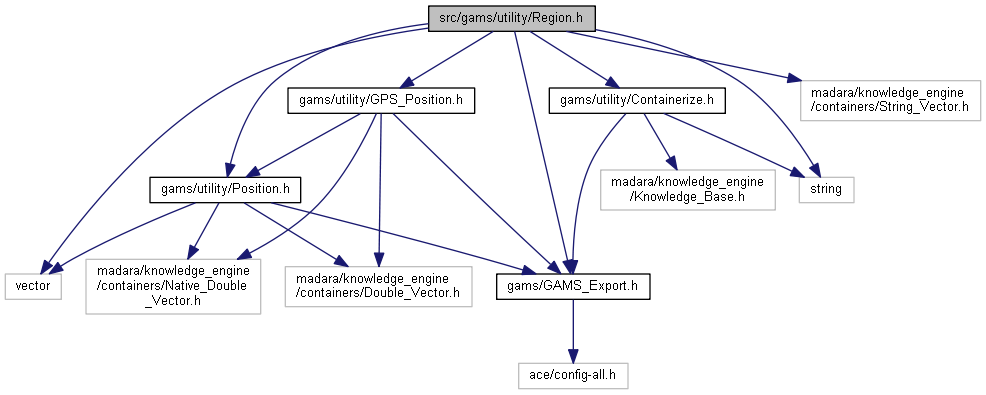 src/gams/utility/Region.h
madara/knowledge_engine
/containers/String_Vector.h
gams/utility/GPS_Position.h
gams/utility/Containerize.h
gams/utility/Position.h
madara/knowledge_engine
/Knowledge_Base.h
string
vector
madara/knowledge_engine
/containers/Native_Double
_Vector.h
madara/knowledge_engine
/containers/Double_Vector.h
gams/GAMS_Export.h
ace/config-all.h